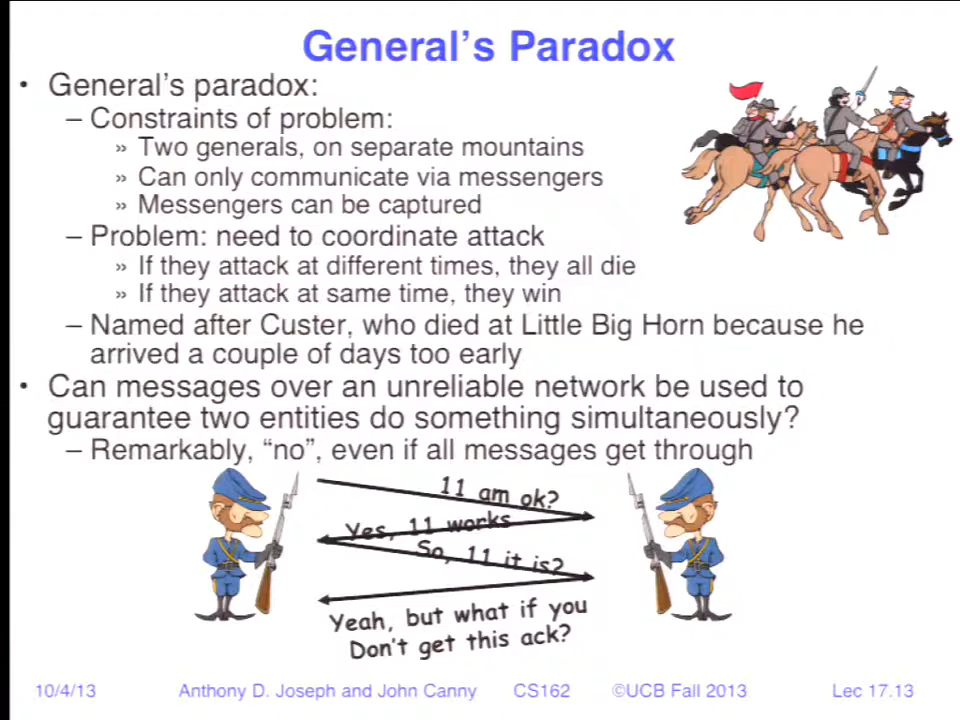 General's Paradox
• General's paradox:
– Constraints of problem:
» Two generals, on separate mountains
» Can only communicate via messengers
» Messengers can be captured
– Problem: need to coordinate attack
» If they attack at different times, they all die
» If they attack at same time, they win
– Named after Custer, who died at Little Big Horn because he
arrived a couple of days too early
• Can messages over an unreliable network be used to
guarantee two entities do something simultaneously?
– Remarkably, “no”, even if all messages get through
11 am ok?
Yes, 11 works
So, 11 it is?
Yeah, but what if you
Don't get this ack?
10/4/13 Anthony D. Joseph and John Canny CS162 ©UCB Fall 2013 Lec 17.13